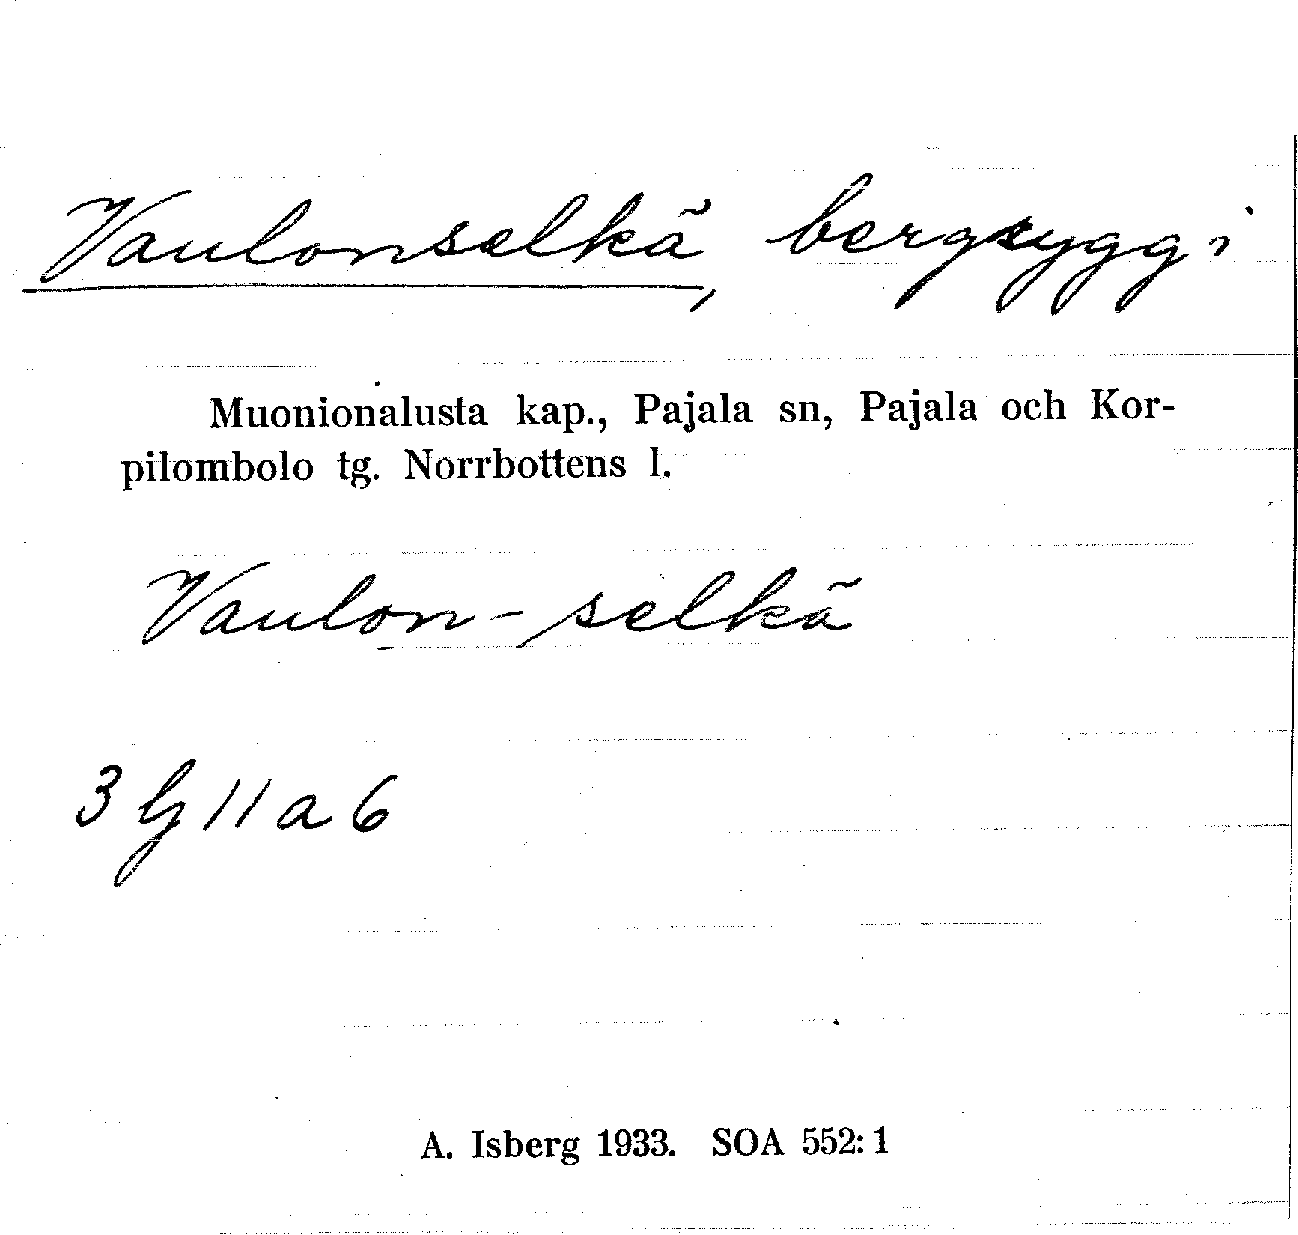 Vaulonselkä, bergrygg i
Muonionalusta kap., Pajala sn, Pajala och Kor-
pilombolo tg. Norrbottens l.
Vaulon-selkä
3 G 11 a 6
A. Isberg 1933. SOA 552: 1